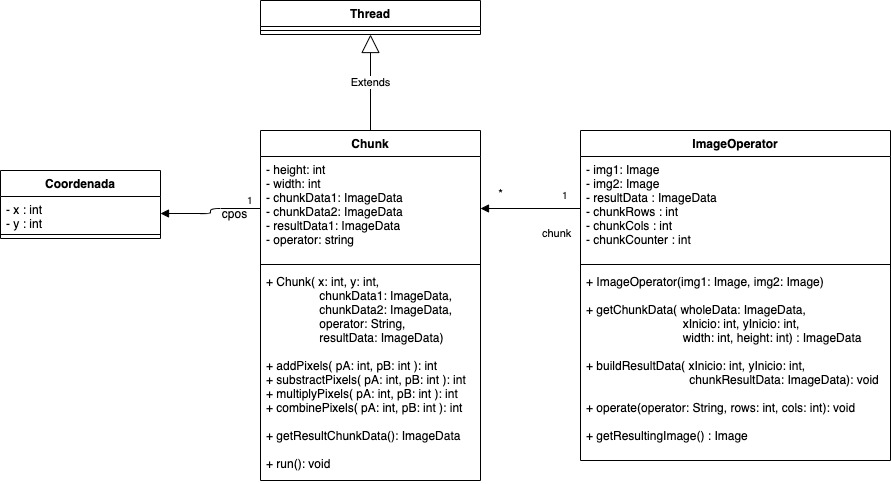 Thread
Extends
Coordenada
- x : int
- y : int
1
cpos
Chunk
- height: int
- width: int
- chunkData1: ImageData
- chunkData2: ImageData
- resultData1: ImageData
- operator: string
+ Chunk( x: int, y: int,
chunkData1: ImageData,
chunkData2: ImageData,
operator: String,
resultData: ImageData)
+ addPixels( pA: int, pB: int ): int
+ substractPixels( pA: int, pB: int ): int
+ multiplyPixels( pA: int, pB: int ): int
+ combinePixels( pA: int, pB: int ): int
+ getResultChunkData(): ImageData
+ run(): void
*
1
chunk
ImageOperator
- img1: Image
- img2: Image
- resultData : ImageData
- chunkRows : int
- chunkCols : int
- chunkCounter : int
+ ImageOperator(img1: Image, img2: Image)
+ getChunkData( wholeData: ImageData,
xInicio: int, yInicio: int,
width: int, height: int) : ImageData
+ buildResultData( xInicio: int, yInicio: int,
chunkResultData: ImageData): void
+ operate(operator: String, rows: int, cols: int): void
+ getResultingImage() : Image